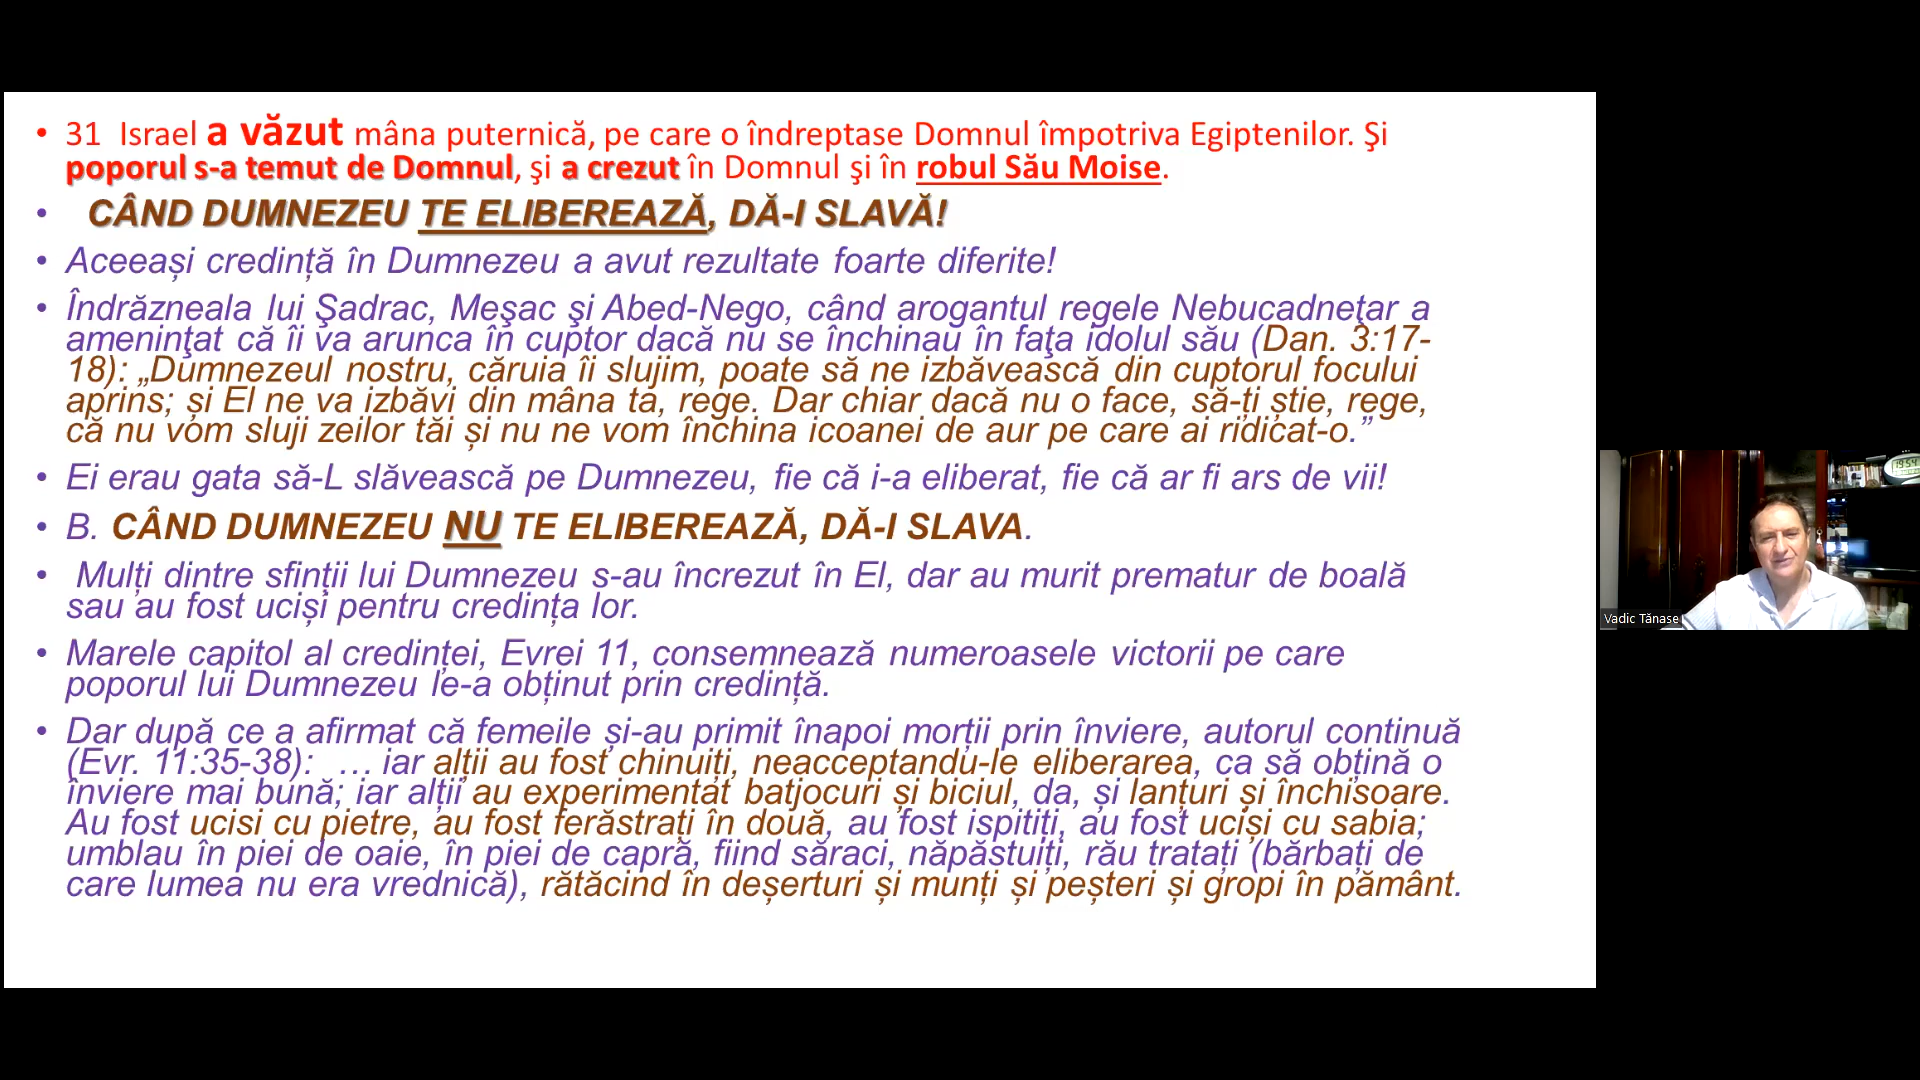 • 31 Israel a văzut mâna puternică, pe care o îndreptase Domnul împotriva Egiptenilor. Şi
poporul s-a temut de Domnul, şi a crezut în Domnul şi în robul Său Moise.
• CÂND DUMNEZEU TE ELIBEREAZĂ, DĂ-I SLAVĂ!
• Aceeași credință în Dumnezeu a avut rezultate foarte diferite!
• Îndrăzneala lui Şadrac, Meşac şi Abed-Nego, când arogantul regele Nebucadneţar a
ameninţat că îi va arunca în cuptor dacă nu se închinau în faţa idolul său (Dan. 3:17-
18): „Dumnezeul nostru, căruia îi slujim, poate să ne izbăvească din cuptorul focului
aprins; și El ne va izbăvi din mâna ta, rege. Dar chiar dacă nu o face, să-ți știe, rege,
că nu vom sluji zeilor tăi și nu ne vom închina icoanei de aur pe care ai ridicat-o.”
• Ei erau gata să-L slăvească pe Dumnezeu, fie că i-a eliberat, fie că ar fi ars de vii!
• B. CÂND DUMNEZEU NU TE ELIBEREAZĂ, DĂ-I SLAVA.
• Mulți dintre sfinţii lui Dumnezeu s-au încrezut în El, dar au murit prematur de boală
sau au fost uciși pentru credința lor.
• Marele capitol al credinței, Evrei 11, consemnează numeroasele victorii pe care
poporul lui Dumnezeu le-a obținut prin credință.
• Dar după ce a afirmat că femeile și-au primit înapoi morții prin înviere, autorul continuă
(Evr. 11:35-38): … iar alții au fost chinuiți, neacceptandu-le eliberarea, ca să obțină o
înviere mai bună; iar alții au experimentat batjocuri și biciul, da, și lanțuri și închisoare.
Au fost ucisi cu pietre, au fost ferăstrați în două, au fost ispitiți, au fost uciși cu sabia;
umblau în piei de oaie, în piei de capră, fiind săraci, năpăstuiți, rău tratați (bărbați de
care lumea nu era vrednică), rătăcind în deșerturi și munți și peșteri și gropi în pământ.
19:54
Vadic Tănase